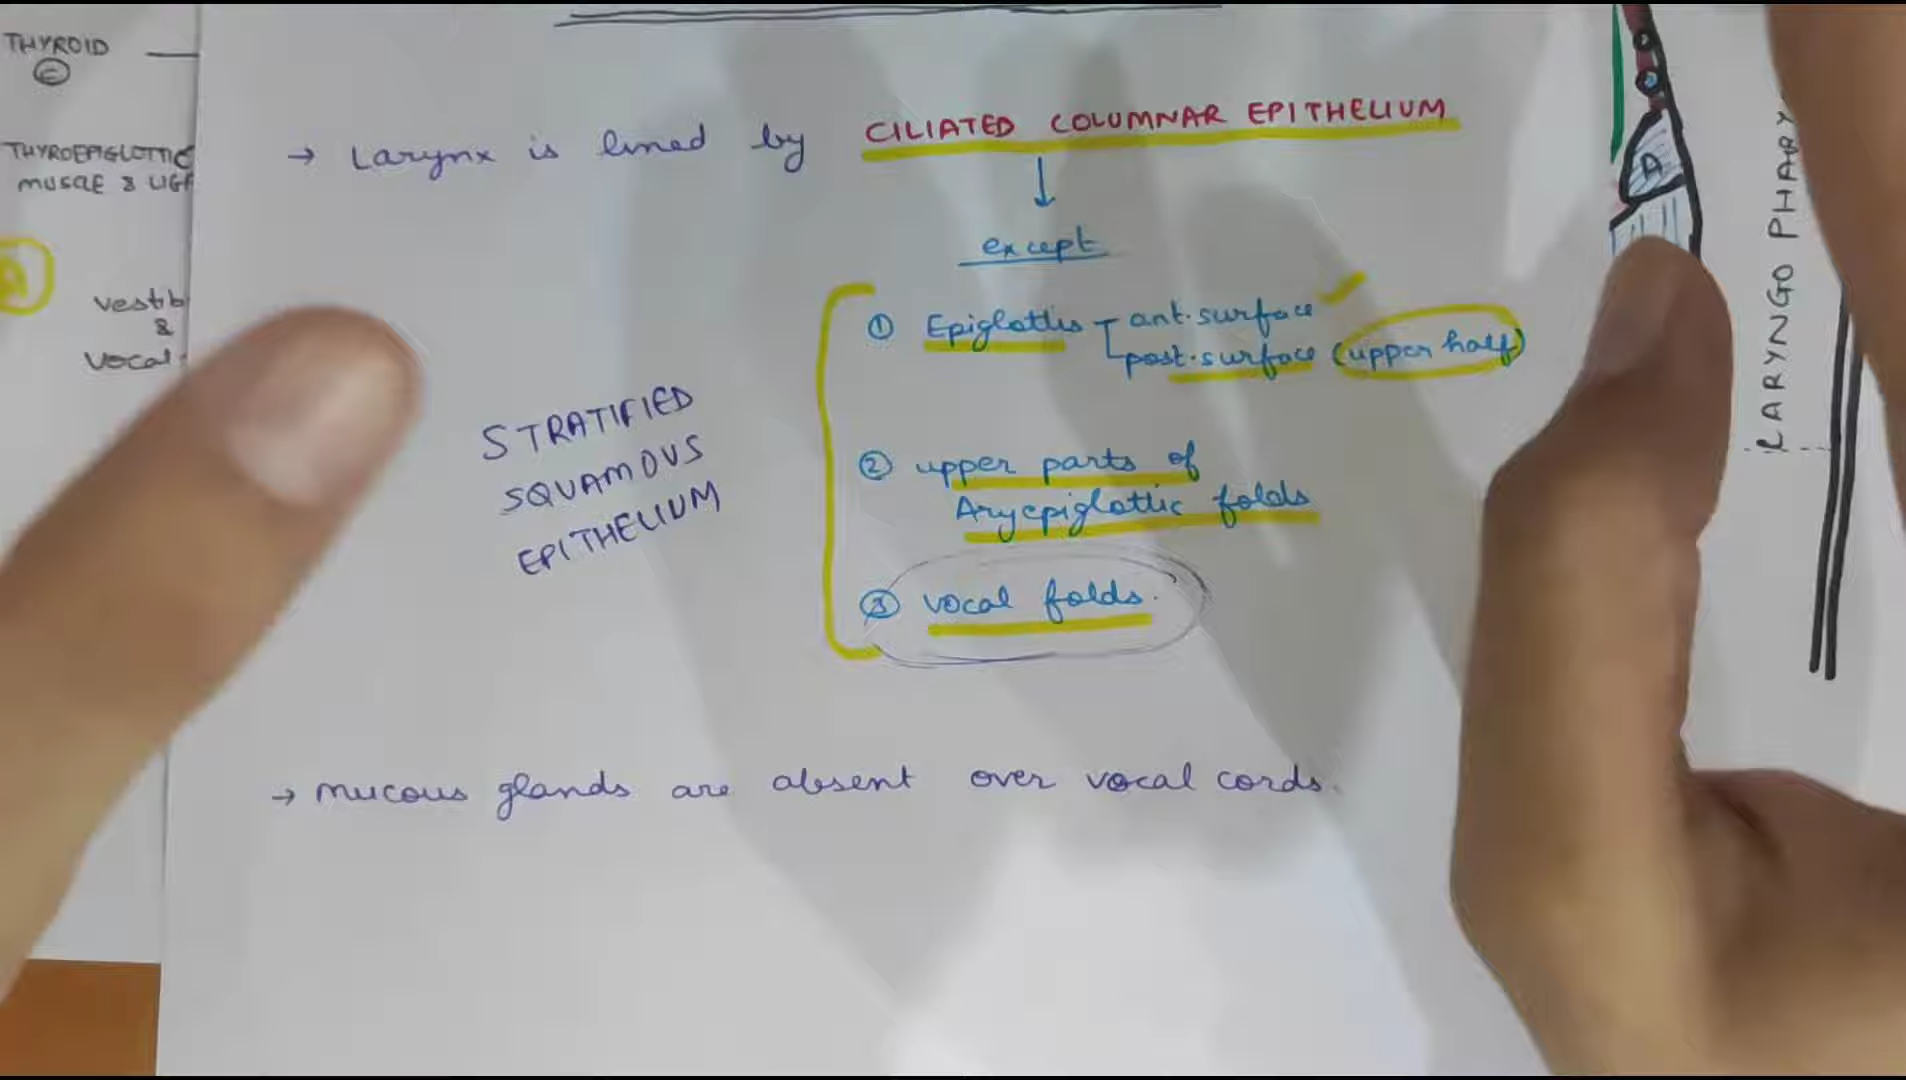 THYROID
C
THYROEPIGLOTTIC
MUSCLE & LIGA
A
vestib
&
vocal
→ Larynx is lined by CILIATED COLUMNAR EPITHELIUM
except
① Epiglottis ant. surface
post. surface (upper half)
② upper parts of
Aryepiglottic folds
③ vocal folds.
STRATIFIED
SQUAMOUS
EPITHELIUM
→ mucous glands are absent over vocal cords.
A
LARYNGO PHARY